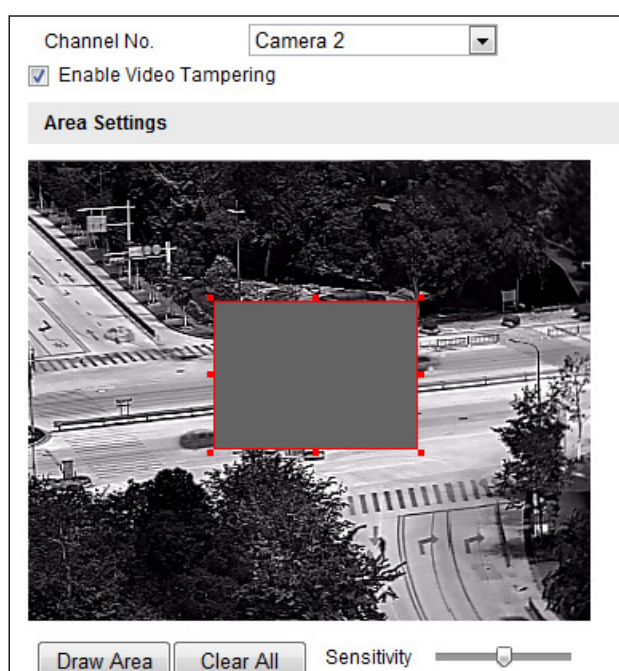 Channel No. Camera 2
Enable Video Tampering
Area Settings
Draw Area Clear All Sensitivity